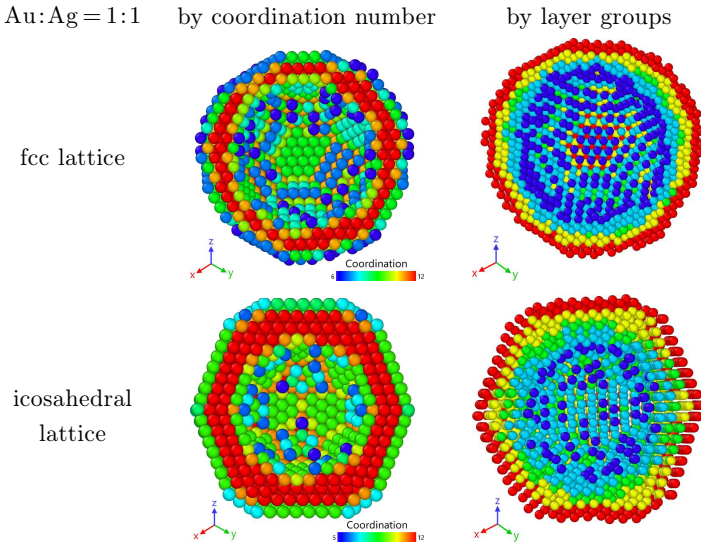 Au:Ag = 1:1 by coordination number by layer groups
fcc lattice
z
x y
Coordination
6 12
z
x y
icosahedral
lattice
z
x y
Coordination
5 12
z
x y